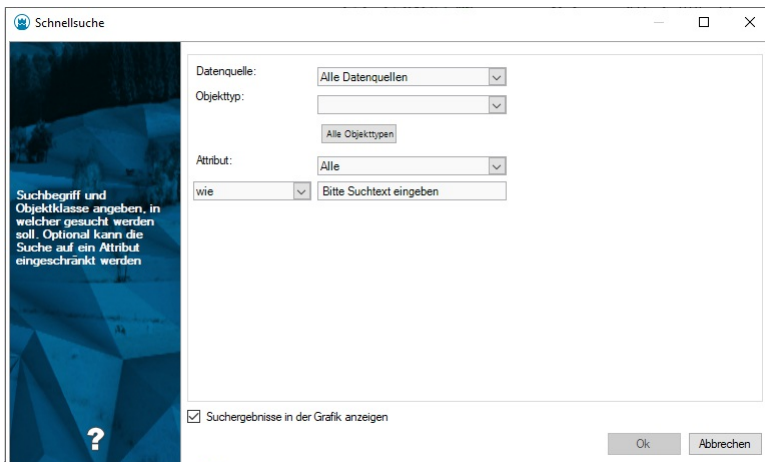 Schnellsuche
Datenquelle:
Alle Datenquellen
Objekttyp:
Alle Objekttypen
Attribut:
Alle
wie
Bitte Suchtext eingeben
Suchbegriff und
Objektklasse angeben, in
welcher gesucht werden
soll. Optional kann die
Suche auf ein Attribut
eingeschränkt werden
?
Suchergebnisse in der Grafik anzeigen
Ok
Abbrechen